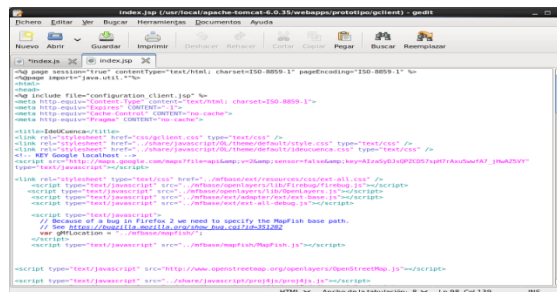 index.jsp (/usr/local/apache-tomcat-6.0.35/webapps/prototipo/gclient) - gedit
Fichero Editar Ver Buscar Herramientas Documentos Ayuda
Nuevo Abrir Guardar Imprimir Deshacer Rehacer Cortar Copiar Pegar Buscar Reemplazar
*index.js index.jsp
<%@ page session="true" contentType="text/html; charset=ISO-8859-1" pageEncoding="ISO-8859-1" %>
<%@page import="java.util.*"%>
<html>
<head>
<%@ include file="configuration_client.jsp" %>
<meta http-equiv="Content-Type" content="text/html; charset=ISO-8859-1">
<meta http-equiv="Expires" CONTENT="-1">
<meta http-equiv="Cache-Control" CONTENT="no-cache">
<meta http-equiv="Pragma" CONTENT="no-cache">
<title>IdeUCuenca</title>
<link rel="stylesheet" href="css/gclient.css" type="text/css" />
<link rel="stylesheet" href="../share/javascript/OL/theme/default/style.css" type="text/css" />
<link rel="stylesheet" href="../share/javascript/OL/theme/default/ideucuenca.css" type="text/css" />
<!-- KEY Google localhost -->
<script src="http://maps.google.com/maps?file=api&amp;v=2&amp;sensor=false&amp;
type="text/javascript"></script>
<link rel="stylesheet" type="text/css" href="../mfbase/ext/resources/css/ext-all.css" />
<script type="text/javascript" src="../mfbase/openlayers/lib/Firebug/firebug.js"></script>
<script type="text/javascript" src="../mfbase/openlayers/lib/OpenLayers.js"></script>
<script type="text/javascript" src="../mfbase/ext/adapter/ext/ext-base.js"></script>
<script type="text/javascript" src="../mfbase/ext/ext-all-debug.js"></script>
<script type="text/javascript">
// Because of a bug in Firefox 2 we need to specify the MapFish base path.
// See https://bugzilla.mozilla.org/show_bug.cgi?id=351282
var gMfLocation = "../mfbase/mapfish/";
</script>
<script type="text/javascript" src="../mfbase/mapfish/MapFish.js"></script>
<script type="text/javascript" src="http://www.openstreetmap.org/openlayers/OpenStreetMap.js"></script>
<script type="text/javascript" src="../share/javascript/proj4js/proj4js.js"></script>
HTML Ancho de la tabulación: 8 Ln 98, Col 139 INS